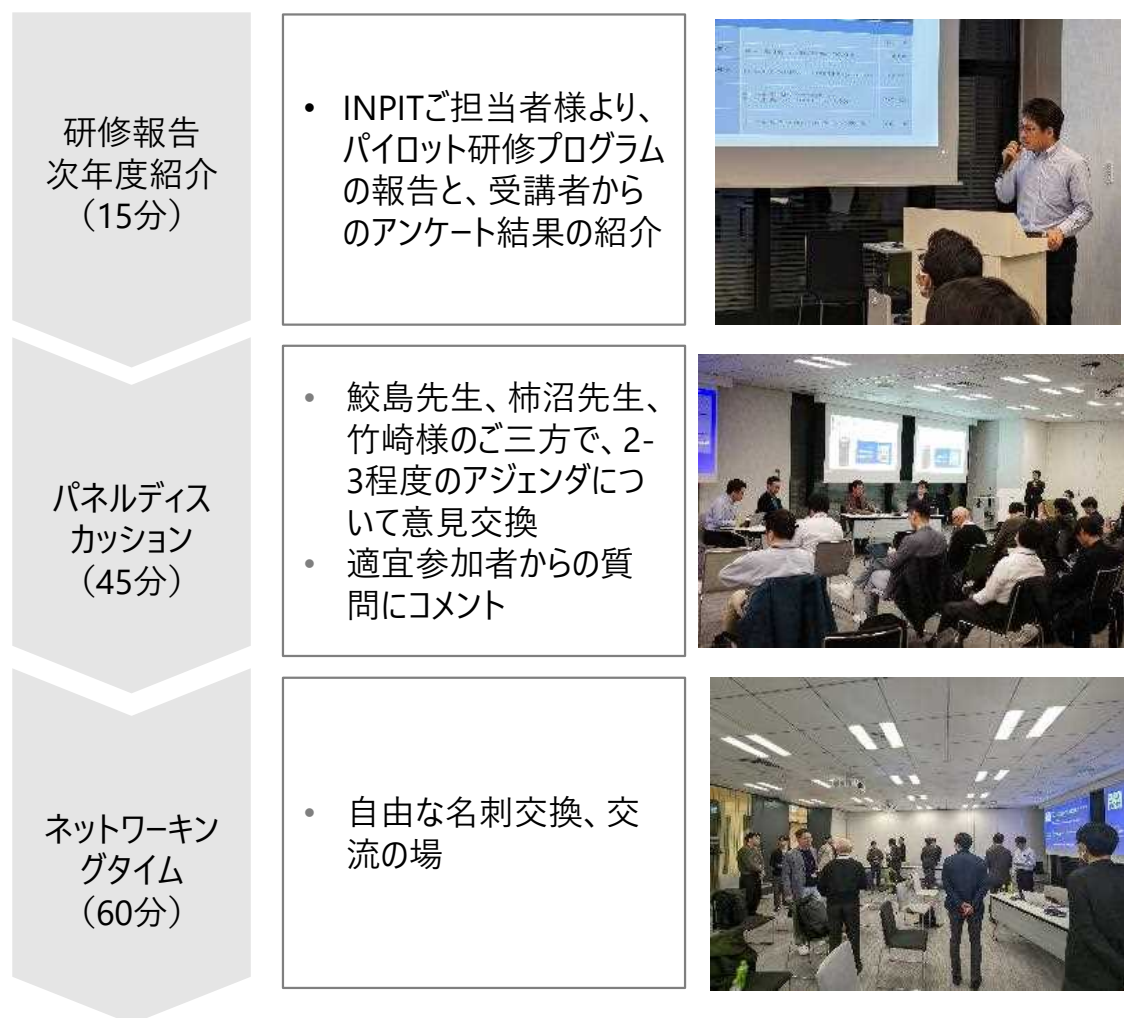 研修報告
次年度紹介
（15分）
• INPITご担当者様より、
パイロット研修プログラム
の報告と、受講者から
のアンケート結果の紹介
パネルディス
カッション
（45分）
• 鮫島先生、柿沼先生、
竹崎様のご三方で、2-
3程度のアジェンダにつ
いて意見交換
• 適宜参加者からの質
問にコメント
ネットワーキン
グタイム
（60分）
• 自由な名刺交換、交
流の場